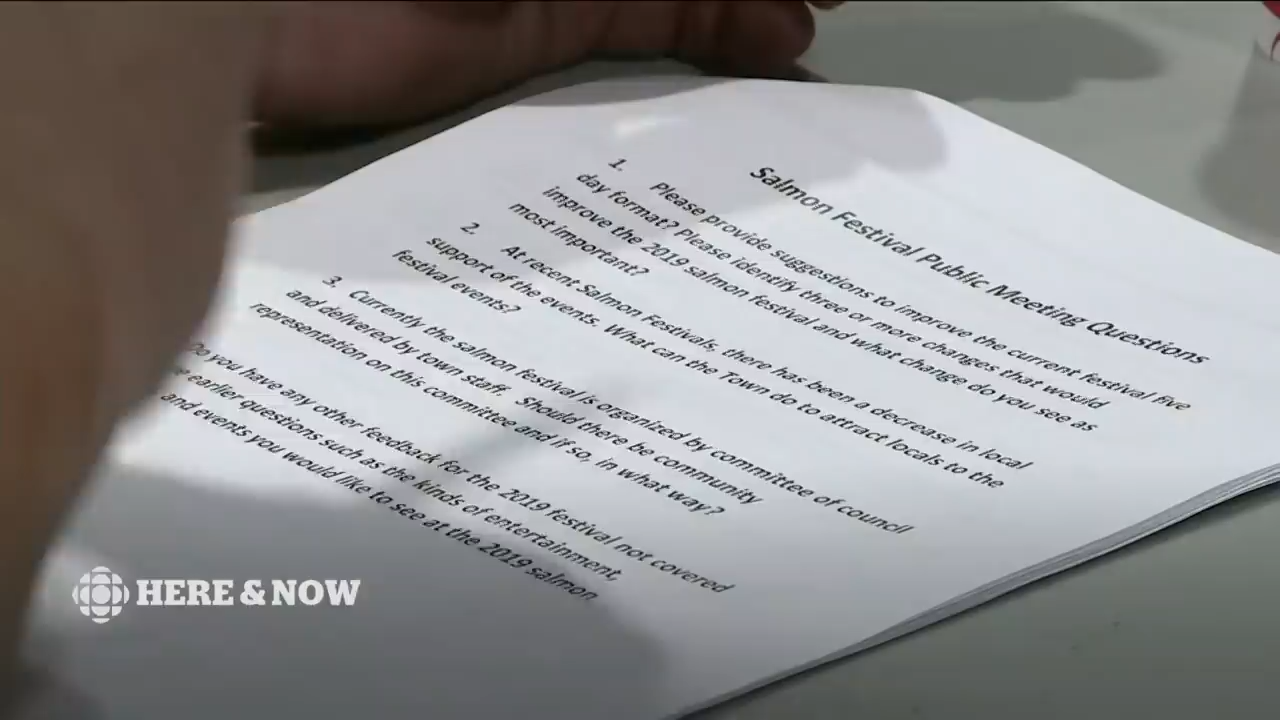 Salmon Festival Public Meeting Questions
1. Please provide suggestions to improve the current festival five
day format? Please identify three or more changes that would
improve the 2019 salmon festival and what change do you see as
most important?
2. At recent Salmon Festivals, there has been a decrease in local
support of the events. What can the Town do to attract locals to the
festival events?
3. Currently the salmon festival is organized by committee of council
and delivered by town staff. Should there be community
representation on this committee and if so, in what way?
Do you have any other feedback for the 2019 festival not covered
earlier questions such as the kinds of entertainment,
and events you would like to see at the 2019 salmon
HERE & NOW